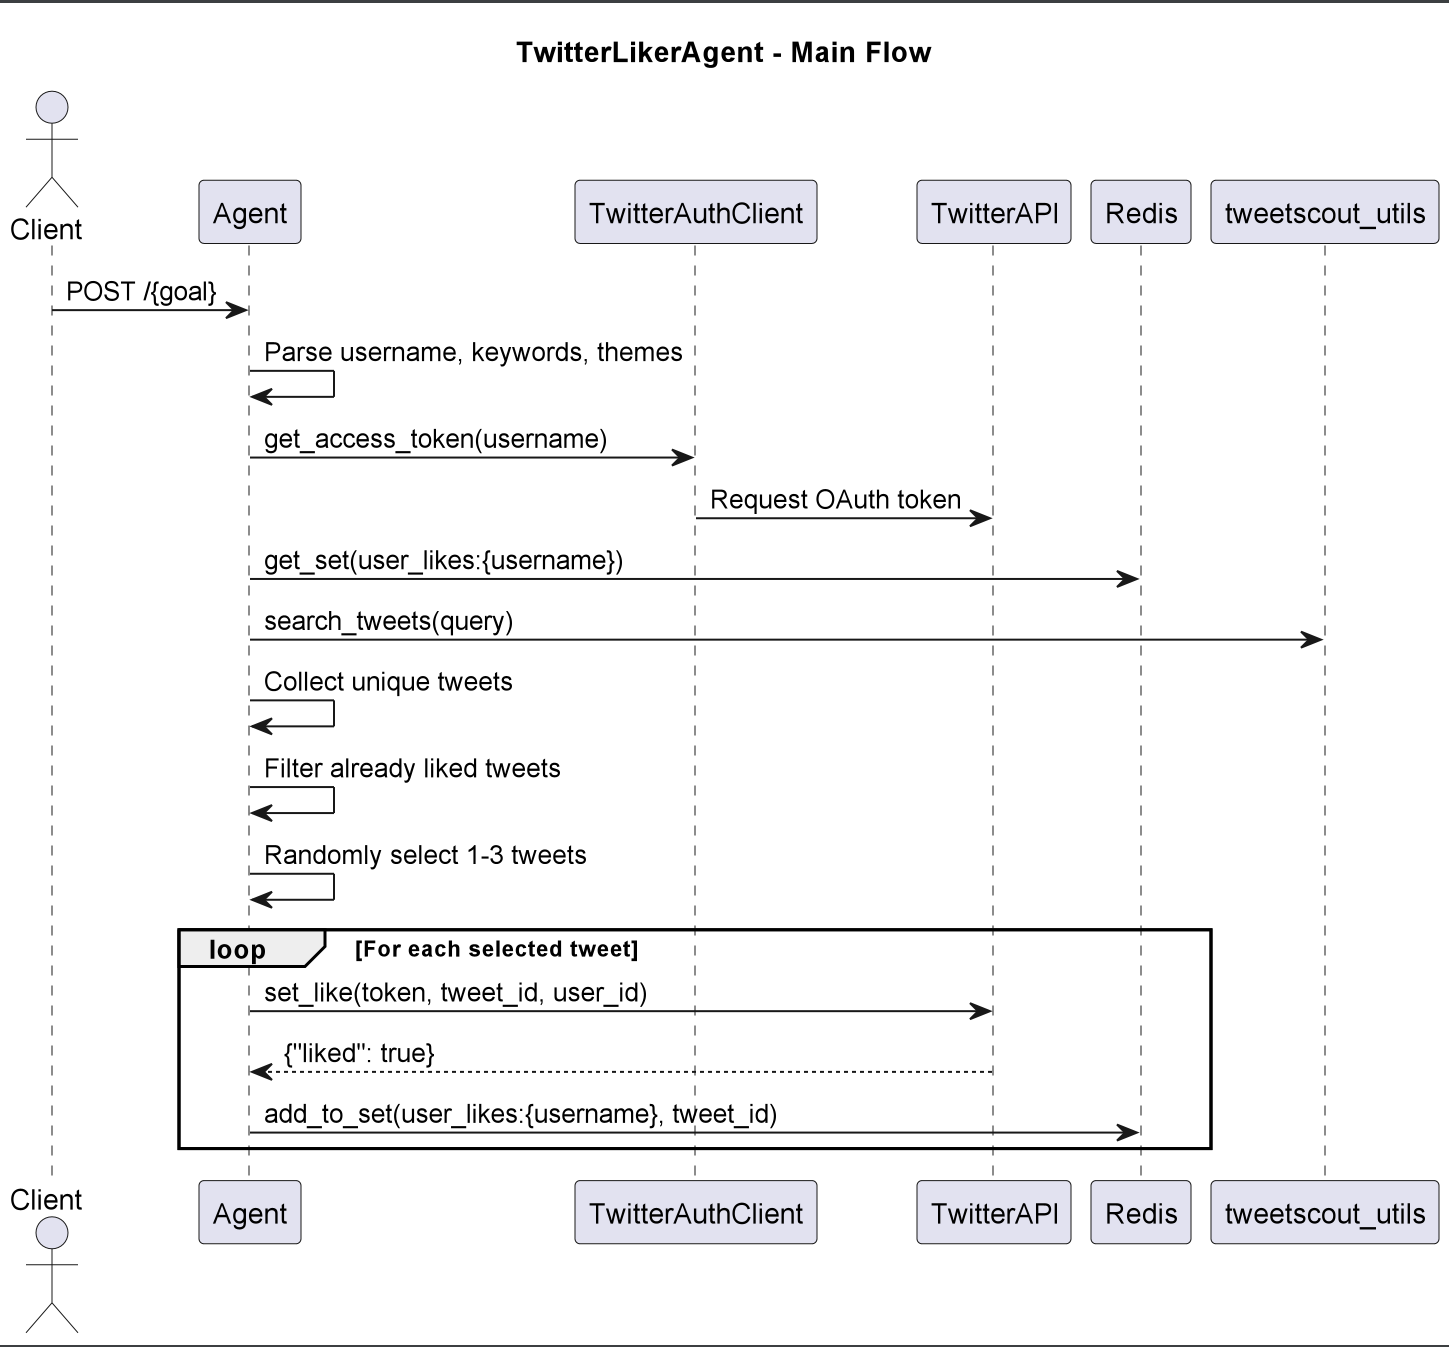 TwitterLikerAgent - Main Flow
Client
Agent
TwitterAuthClient
TwitterAPI
Redis
tweetscout_utils
POST /{goal}
Parse username, keywords, themes
get_access_token(username)
Request OAuth token
get_set(user_likes:{username})
search_tweets(query)
Collect unique tweets
Filter already liked tweets
Randomly select 1-3 tweets
loop [For each selected tweet]
set_like(token, tweet_id, user_id)
{"liked": true}
add_to_set(user_likes:{username}, tweet_id)
Client
Agent
TwitterAuthClient
TwitterAPI
Redis
tweetscout_utils